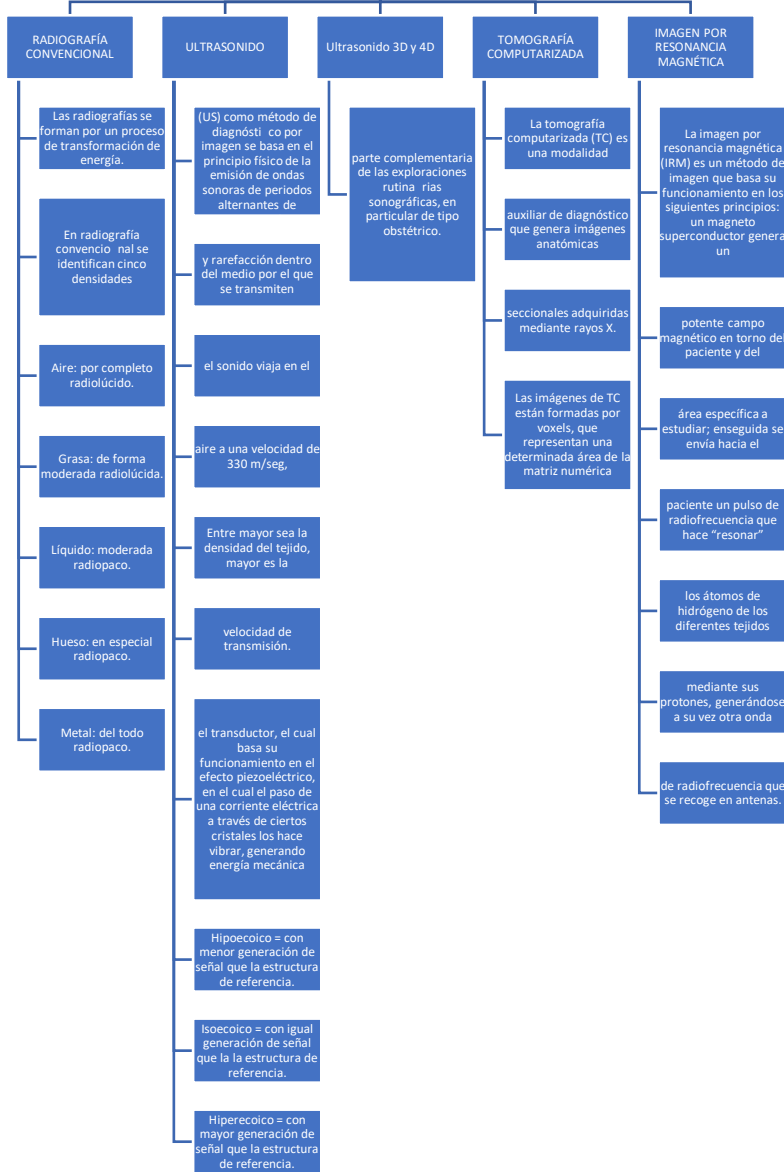 RADIOGRAFÍA
CONVENCIONAL
Las radiografías se
forman por un proceso
de transformación de
energía.
En radiografía
convencio nal se
identifican cinco
densidades
Aire: por completo
radiolúcido.
Grasa: de forma
moderada radiolúcida.
Líquido: moderada
radiopaco.
Hueso: en especial
radiopaco.
Metal: del todo
radiopaco.
ULTRASONIDO
(US) como método de
diagnósti co por
imagen se basa en el
principio físico de la
emisión de ondas
sonoras de periodos
alternantes de
y rarefacción dentro
del medio por el que
se transmiten
el sonido viaja en el
aire a una velocidad de
330 m/seg,
Entre mayor sea la
densidad del tejido,
mayor es la
velocidad de
transmisión.
el transductor, el cual
basa su
funcionamiento en el
efecto piezoeléctrico,
en el cual el paso de
una corriente eléctrica
a través de ciertos
cristales los hace
vibrar, generando
energía mecánica
Hipoecoico = con
menor generación de
señal que la estructura
de referencia.
Isoecoico = con igual
generación de señal
que la la estructura de
referencia.
Hiperecoico = con
mayor generación de
señal que la estructura
de referencia.
Ultrasonido 3D y 4D
parte complementaria
de las exploraciones
rutina rias
sonográficas, en
particular de tipo
obstétrico.
TOMOGRAFÍA
COMPUTARIZADA
La tomografía
computarizada (TC) es
una modalidad
auxiliar de diagnóstico
que genera imágenes
anatómicas
seccionales adquiridas
mediante rayos X.
Las imágenes de TC
están formadas por
voxels, que
representan una
determinada área de la
matriz numérica
IMAGEN POR
RESONANCIA
MAGNÉTICA
La imagen por
resonancia magnética
(IRM) es un método de
imagen que basa su
funcionamiento en los
siguientes principios:
un magneto
superconductor genera
un
potente campo
magnético en torno del
paciente y del
área específica a
estudiar; enseguida se
envía hacia el
paciente un pulso de
radiofrecuencia que
hace “resonar”
los átomos de
hidrógeno de los
diferentes tejidos
mediante sus
protones, generándose
a su vez otra onda
de radiofrecuencia que
se recoge en antenas.